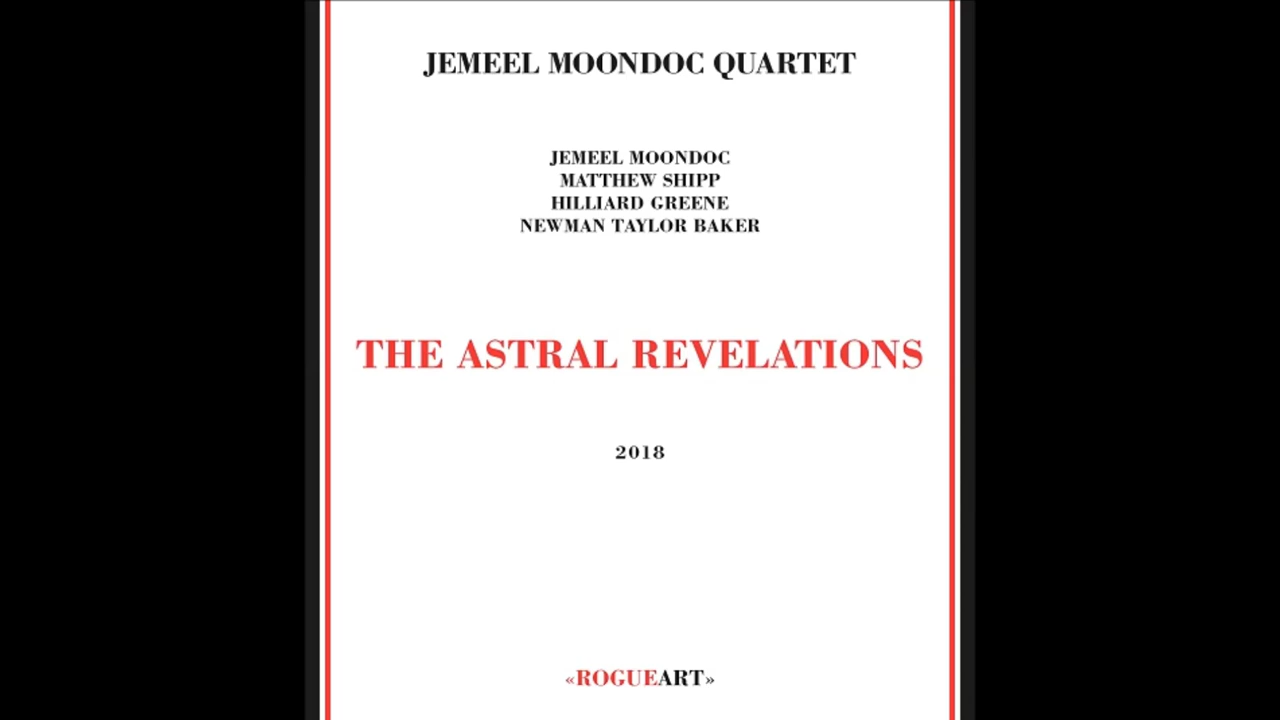 JEMEEL MOONDOC QUARTET
JEMEEL MOONDOC
MATTHEW SHIPP
HILLIARD GREENE
NEWMAN TAYLOR BAKER
THE ASTRAL REVELATIONS
2018
«ROGUEART»